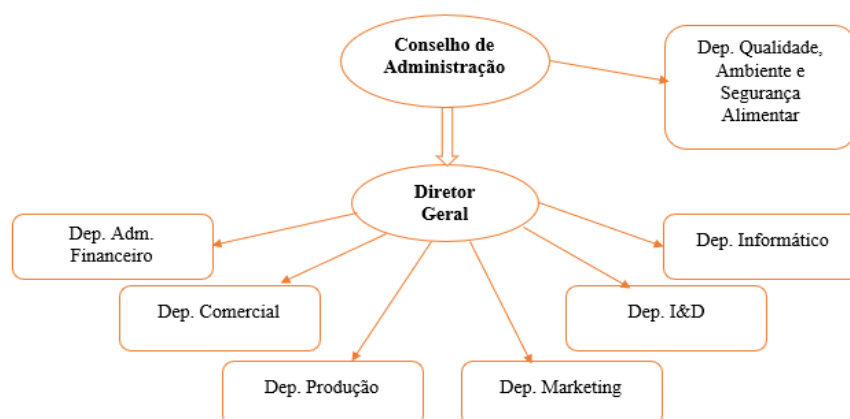 Conselho de
Administração
Dep. Qualidade,
Ambiente e
Segurança
Alimentar
Diretor
Geral
Dep. Adm.
Financeiro
Dep. Informático
Dep. Comercial
Dep. I&D
Dep. Produção
Dep. Marketing